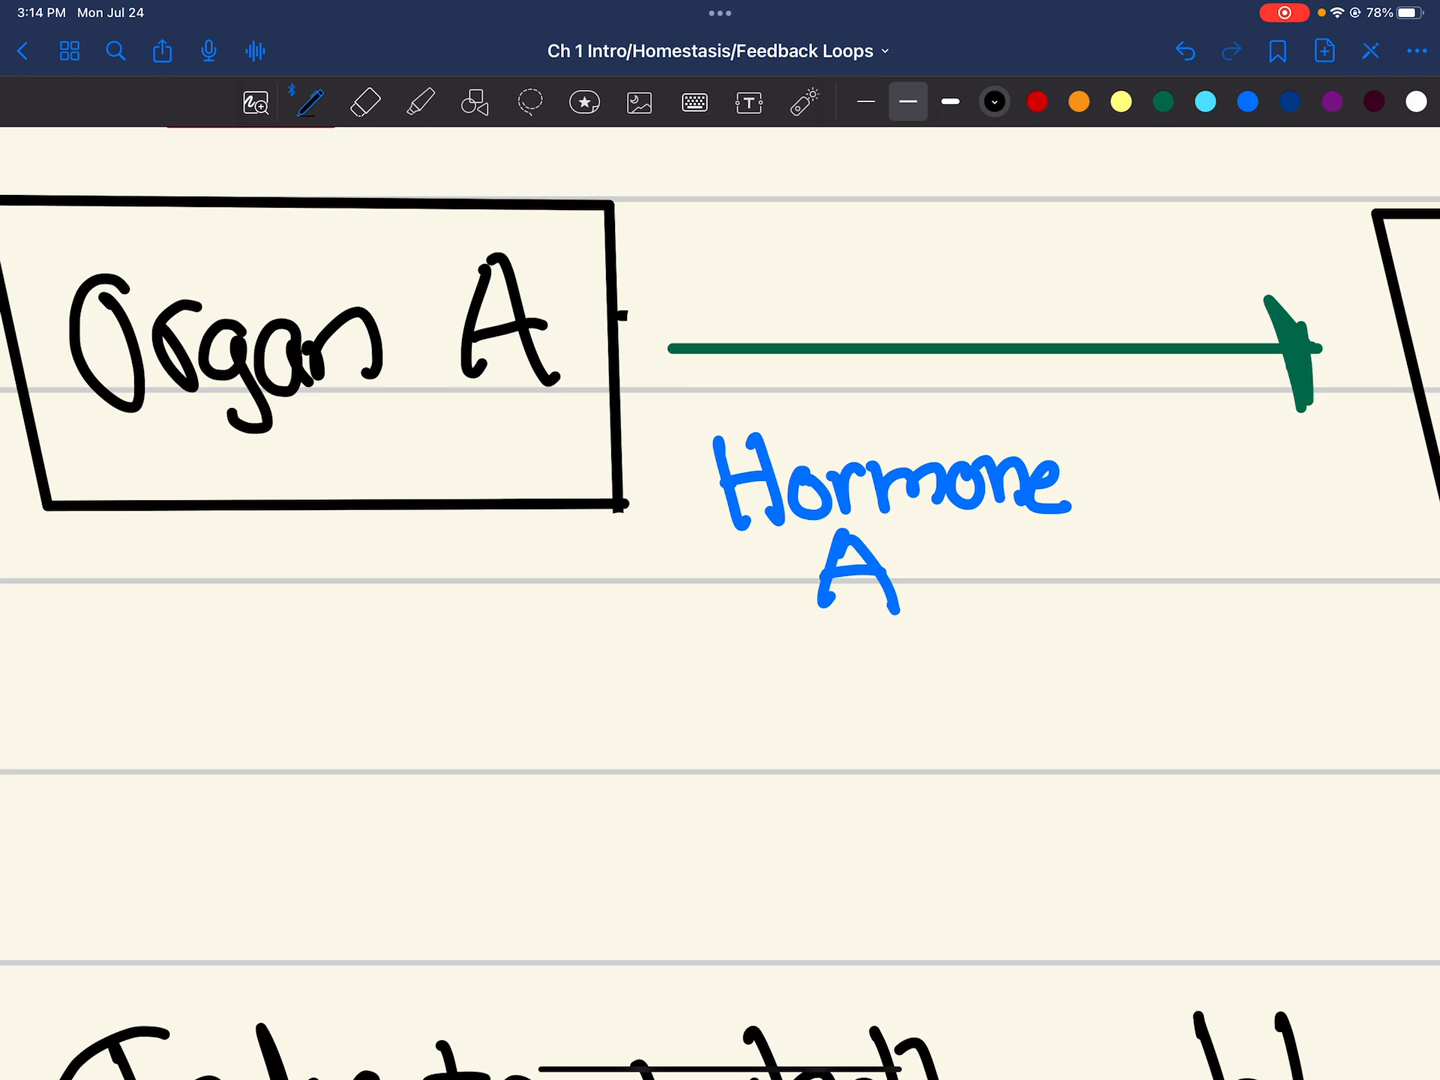 3:14 PM Mon Jul 24
78%
Ch 1 Intro/Homestasis/Feedback Loops
Organ A
Hormone
A